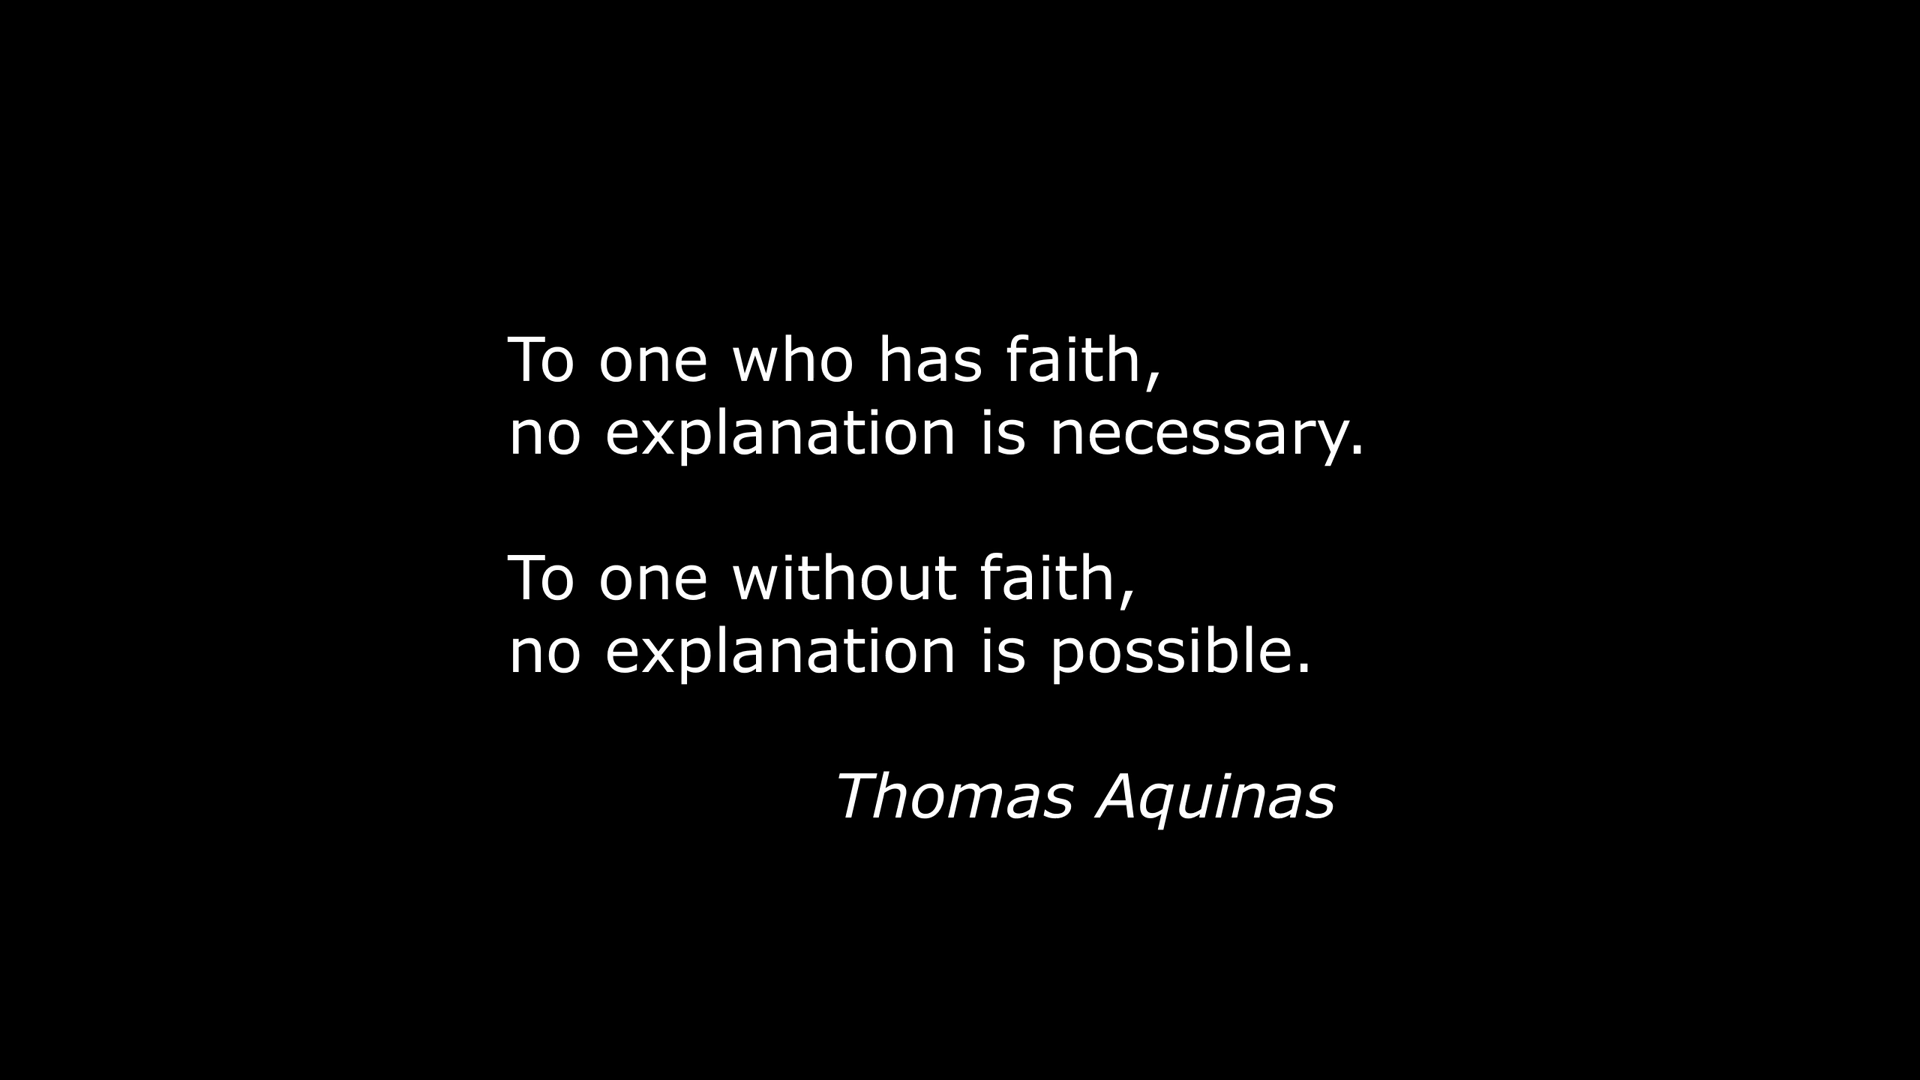 To one who has faith,
no explanation is necessary.
To one without faith,
no explanation is possible.
Thomas Aquinas